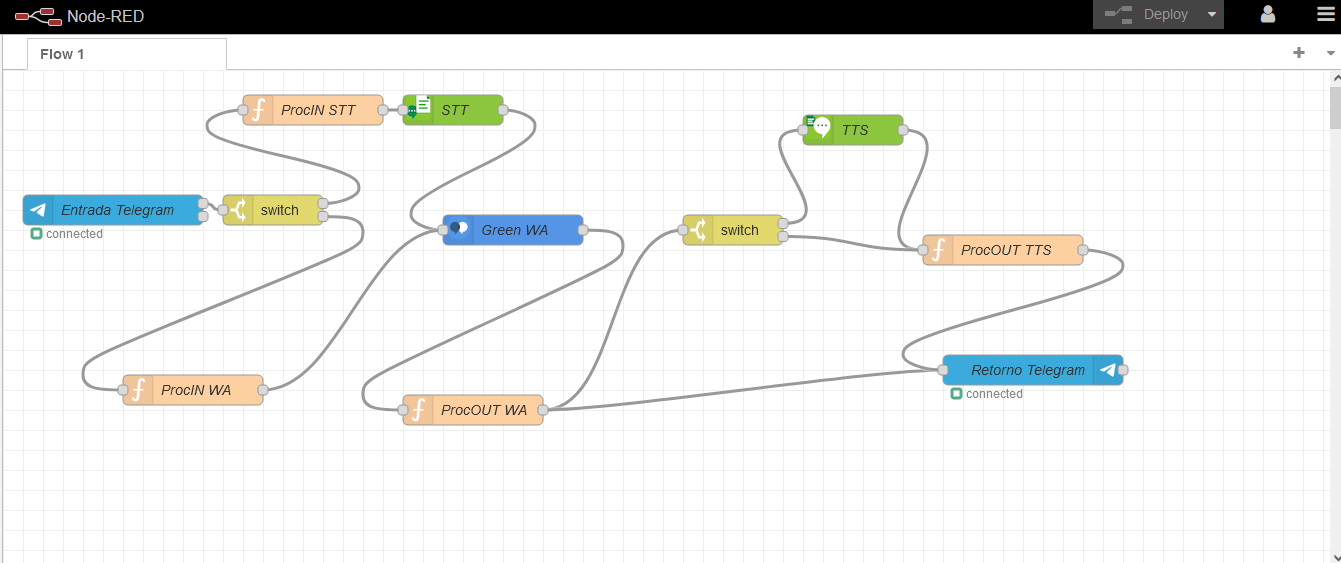 Node-RED
Deploy
Flow 1
ProcIN STT
STT
TTS
Entrada Telegram
switch
connected
Green WA
switch
ProcOUT TTS
Retorno Telegram
connected
ProcIN WA
ProcOUT WA